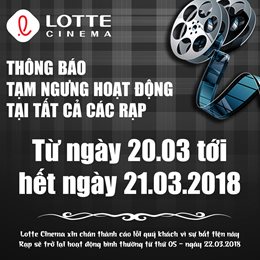 LOTTE
CINEMA
THÔNG BÁO
TẠM NGƯNG HOẠT ĐỘNG
TẠI TẤT CẢ CÁC RẠP
Từ ngày 20.03 tới
hết ngày 21.03.2018
Lotte Cinema xin chân thành cáo lỗi quý khách vì sự bất tiện này
Rạp sẽ trở lại hoạt động bình thường từ thứ 05 - ngày 22.03.2018